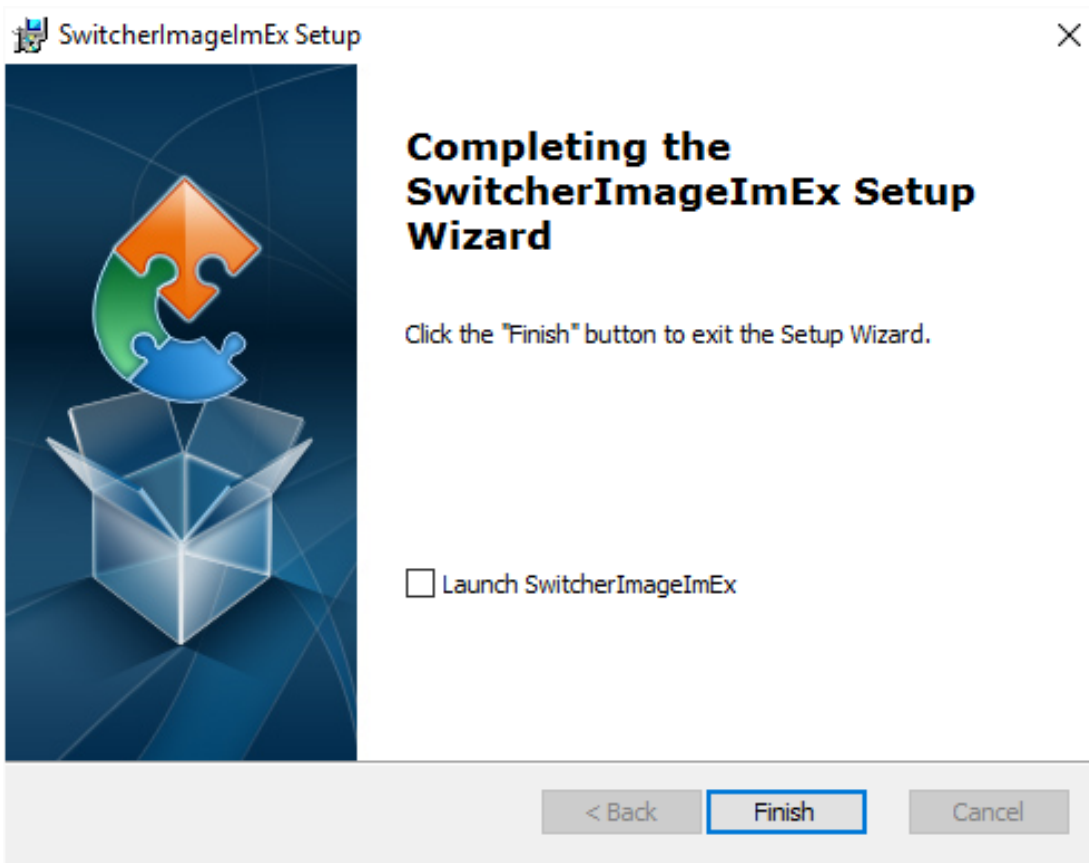 SwitcherImageImEx Setup
Completing the
SwitcherImageImEx Setup
Wizard
Click the "Finish" button to exit the Setup Wizard.
Launch SwitcherImageImEx
< Back
Finish
Cancel